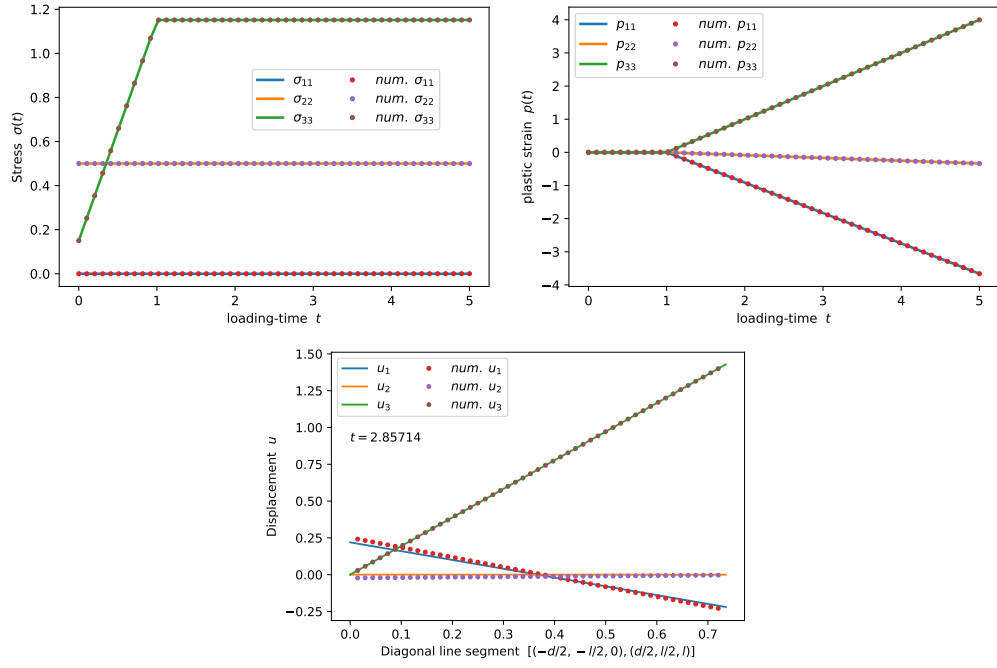 1.2
1.0
0.8
0.6
0.4
0.2
0.0
Stress σ(t)
σ₁₁ num. σ₁₁
σ₂₂ num. σ₂₂
σ₃₃ num. σ₃₃
0 1 2 3 4 5
loading-time t
4
3
2
1
0
−1
−2
−3
−4
plastic strain p(t)
p₁₁ num. p₁₁
p₂₂ num. p₂₂
p₃₃ num. p₃₃
0 1 2 3 4 5
loading-time t
1.50
1.25
1.00
0.75
0.50
0.25
0.00
−0.25
Displacement u
u₁ num. u₁
u₂ num. u₂
u₃ num. u₃
t = 2.85714
0.0 0.1 0.2 0.3 0.4 0.5 0.6 0.7
Diagonal line segment [(−d/2, −l/2, 0), (d/2, l/2, l)]